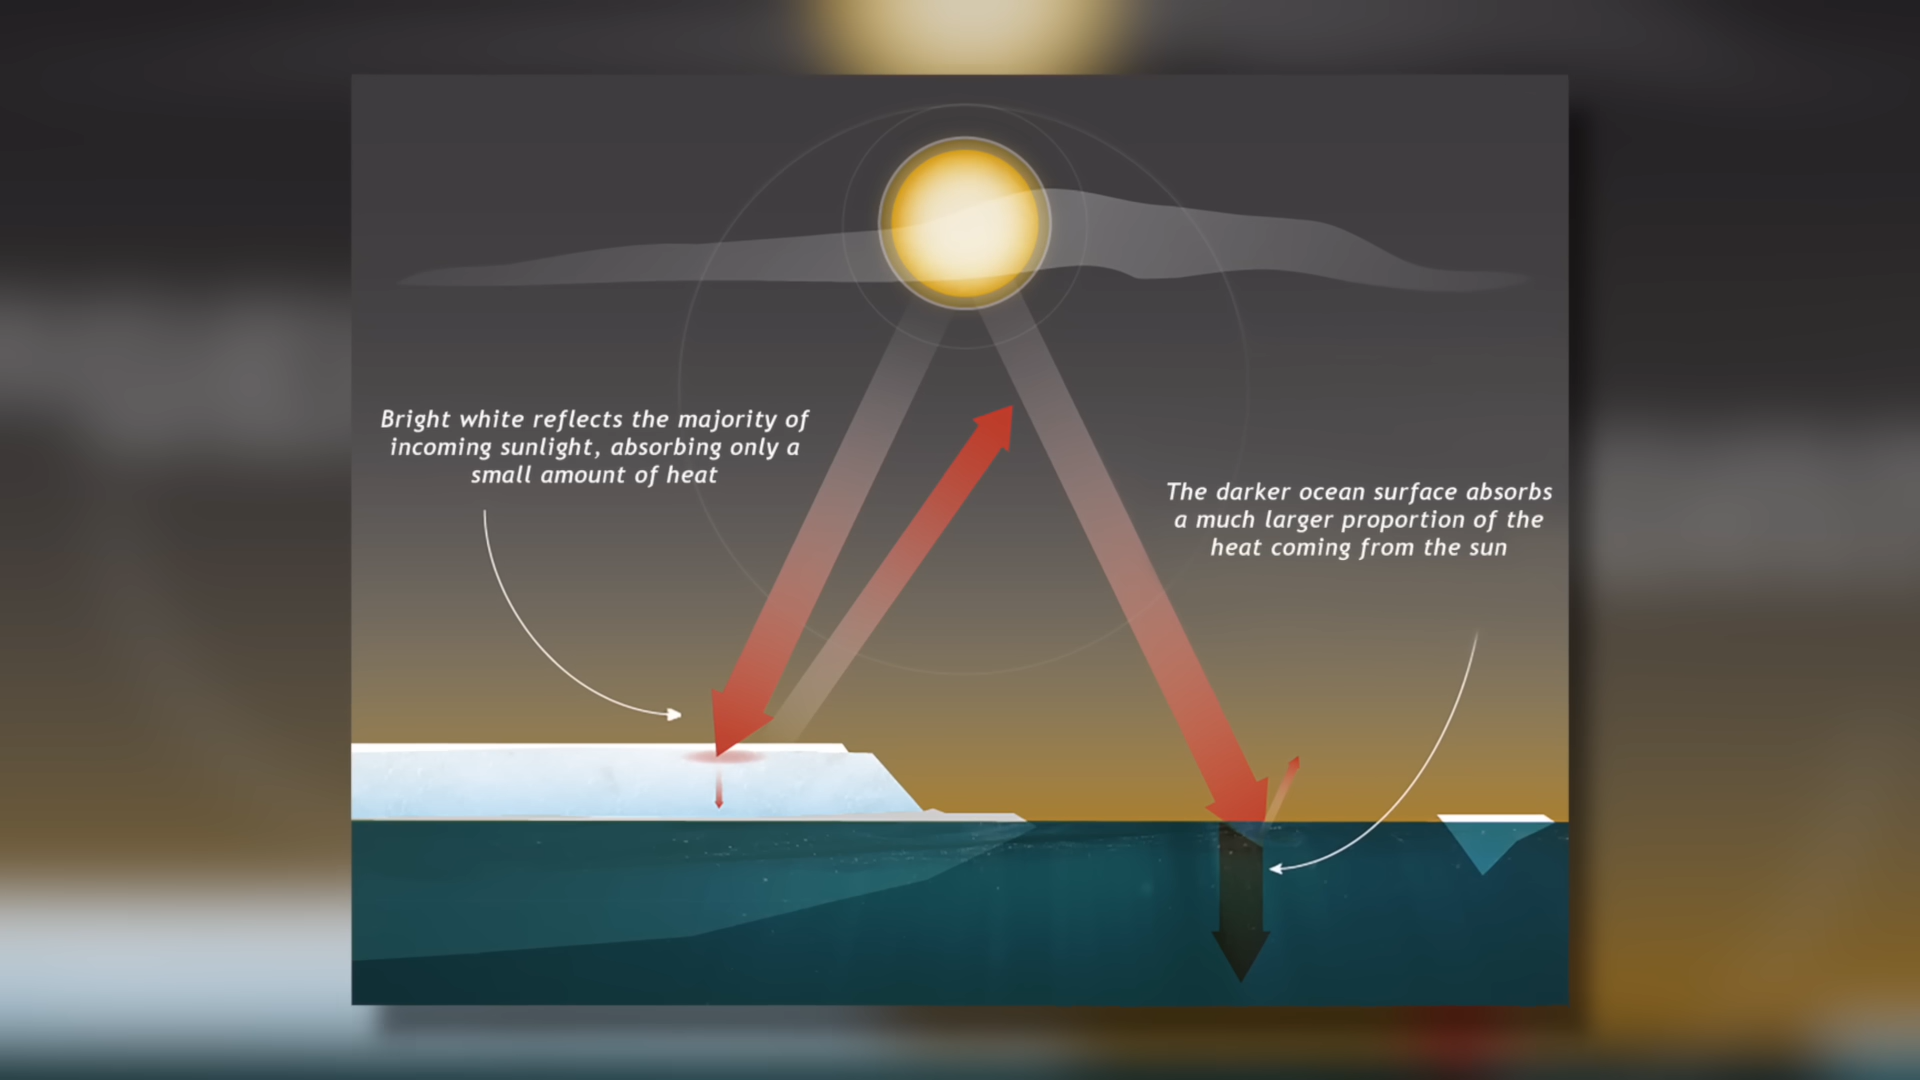 Bright white reflects the majority of
incoming sunlight, absorbing only a
small amount of heat
The darker ocean surface absorbs
a much larger proportion of the
heat coming from the sun